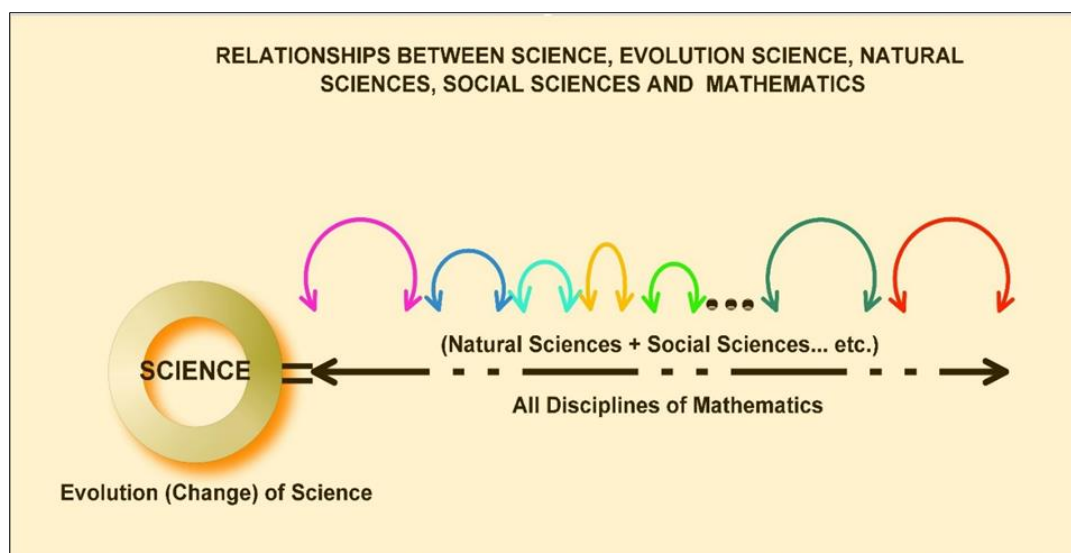 RELATIONSHIPS BETWEEN SCIENCE, EVOLUTION SCIENCE, NATURAL
SCIENCES, SOCIAL SCIENCES AND MATHEMATICS
(Natural Sciences + Social Sciences... etc.)
SCIENCE
All Disciplines of Mathematics
Evolution (Change) of Science